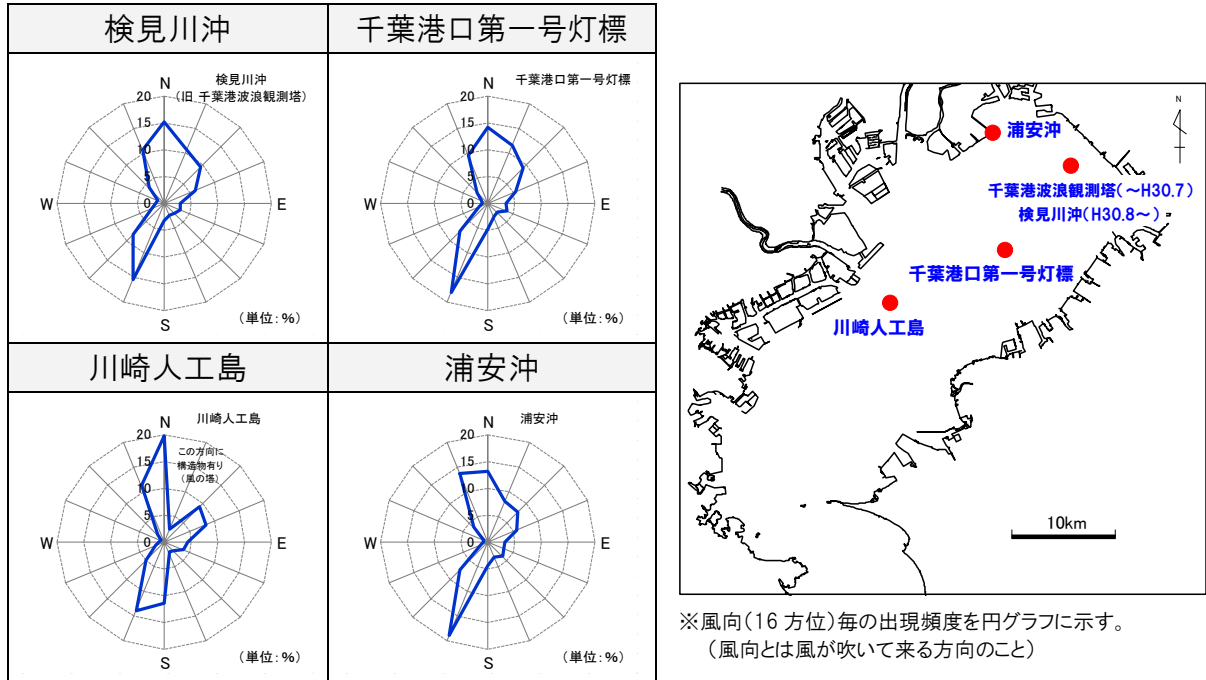 検見川沖
千葉港口第一号灯標
検見川沖
(旧 千葉港波浪観測塔)
N
20
15
10
5
0
W
E
S
(単位:%)
千葉港口第一号灯標
N
20
15
10
5
0
W
E
S
(単位:%)
川崎人工島
浦安沖
川崎人工島
N
20
この方向に
構造物有り
(風の塔)
15
10
5
0
W
E
S
(単位:%)
浦安沖
N
20
15
10
5
0
W
E
S
(単位:%)
N
浦安沖
千葉港波浪観測塔(~H30.7)
検見川沖(H30.8~)
千葉港口第一号灯標
川崎人工島
10km
※風向(16 方位)毎の出現頻度を円グラフに示す。
(風向とは風が吹いて来る方向のこと)